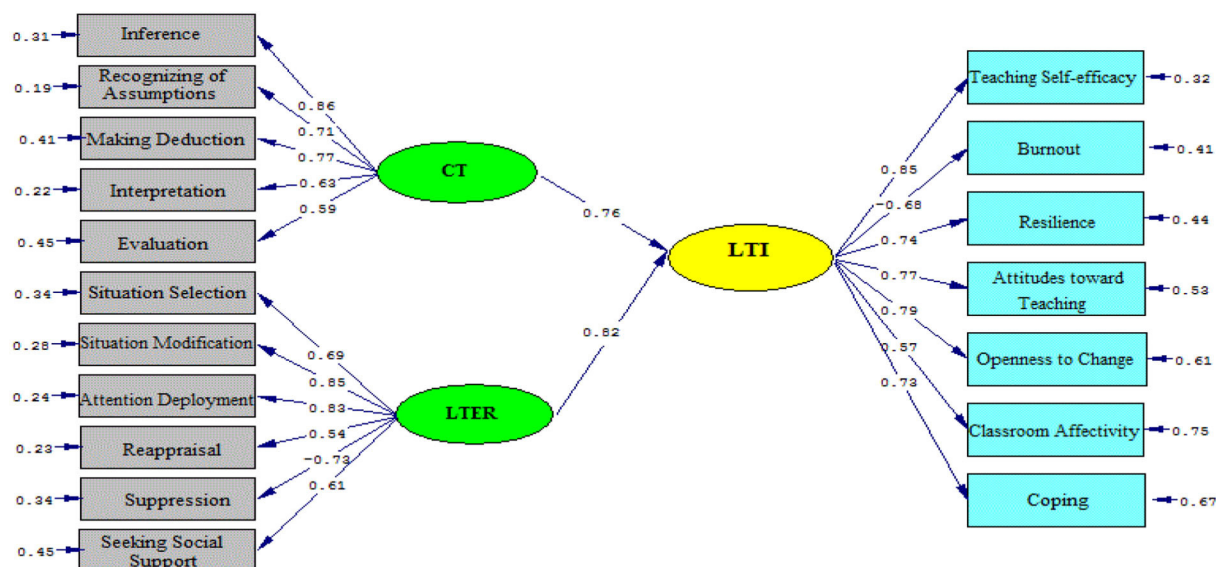 0.31
Inference
0.19
Recognizing of
Assumptions
0.41
Making Deduction
0.22
Interpretation
0.45
Evaluation
0.34
Situation Selection
0.28
Situation Modification
0.24
Attention Deployment
0.23
Reappraisal
0.34
Suppression
0.45
Seeking Social
Support
0.86
0.71
0.77
0.63
0.59
CT
0.69
0.85
0.83
0.54
-0.73
0.61
LTER
0.76
0.82
LTI
0.85
-0.68
0.74
0.77
0.79
0.57
0.73
Teaching Self-efficacy
0.32
Burnout
0.41
Resilience
0.44
Attitudes toward
Teaching
0.53
Openness to Change
0.61
Classroom Affectivity
0.75
Coping
0.67